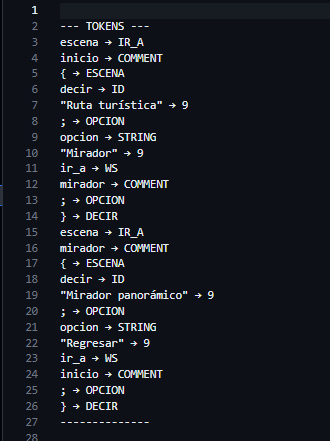 1
2 --- TOKENS ---
3 escena → IR_A
4 inicio → COMMENT
5 { → ESCENA
6 decir → ID
7 "Ruta turística" → 9
8 ; → OPCION
9 opcion → STRING
10 "Mirador" → 9
11 ir_a → WS
12 mirador → COMMENT
13 ; → OPCION
14 } → DECIR
15 escena → IR_A
16 mirador → COMMENT
17 { → ESCENA
18 decir → ID
19 "Mirador panorámico" → 9
20 ; → OPCION
21 opcion → STRING
22 "Regresar" → 9
23 ir_a → WS
24 inicio → COMMENT
25 ; → OPCION
26 } → DECIR
27 --------------
28